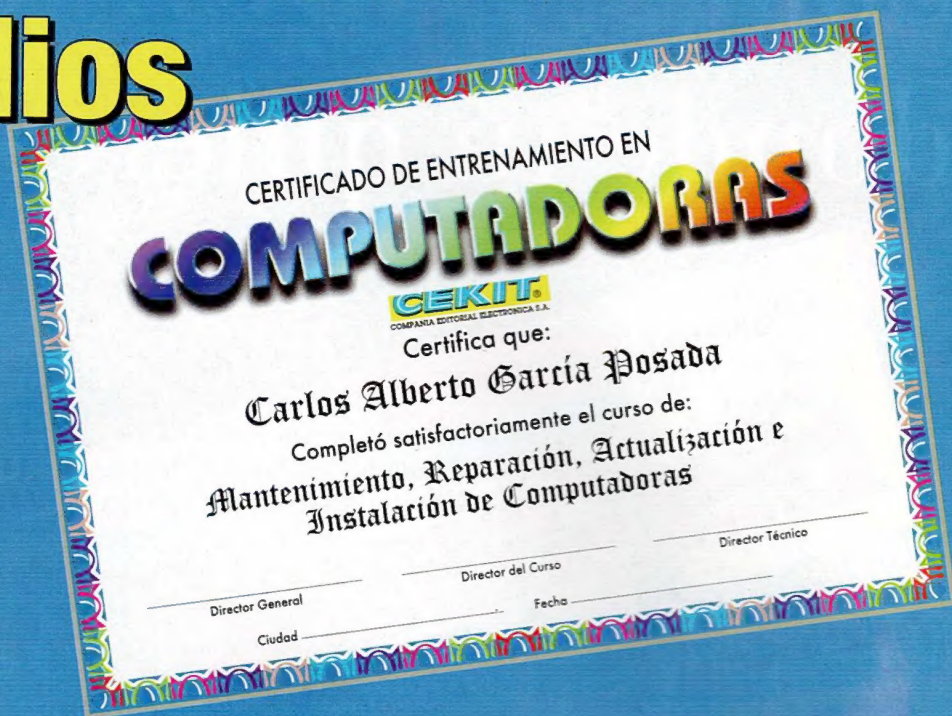 CERTIFICADO DE ENTRENAMIENTO EN
COMPUTADORAS
CEKIT®
COMPAÑIA EDITORIAL ELECTRONICA S.A.
Certifica que:
Carlos Alberto García Posada
Completó satisfactoriamente el curso de:
Mantenimiento, Reparación, Actualización e
Instalación de Computadoras
Director General
Director del Curso
Director Técnico
Ciudad
Fecha